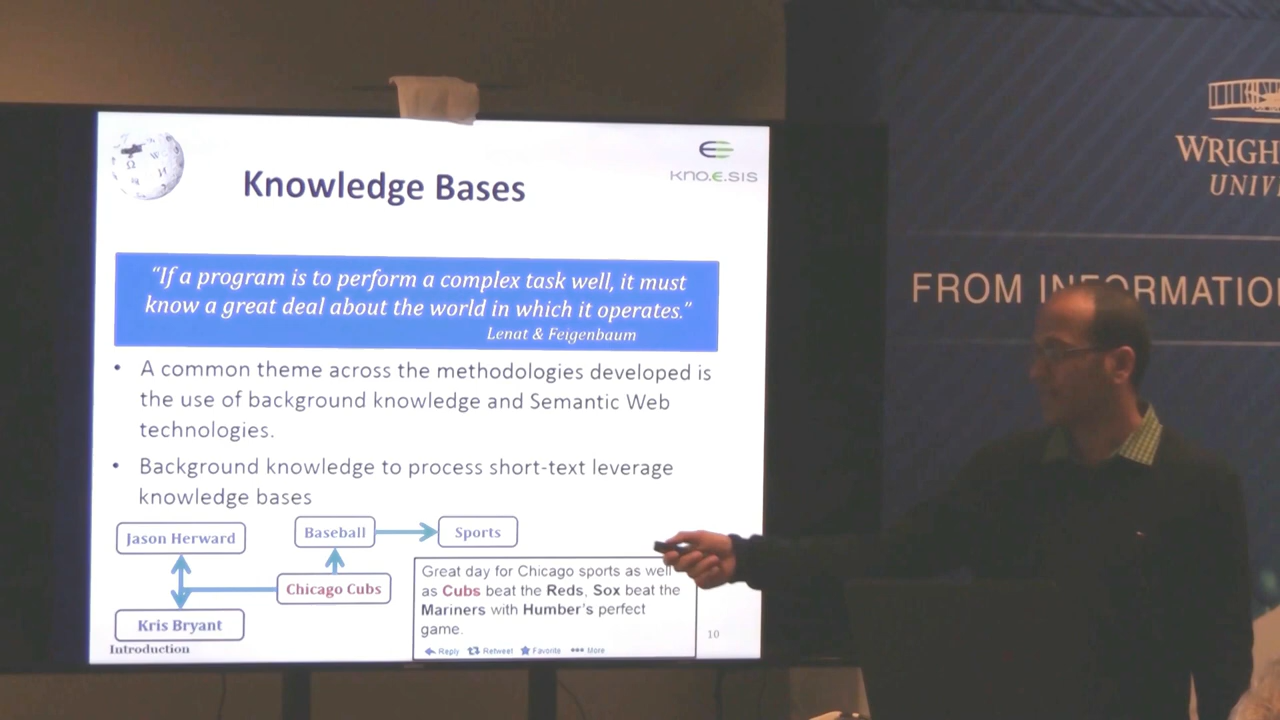 Knowledge Bases
kno.e.sis
“If a program is to perform a complex task well, it must
know a great deal about the world in which it operates.”
Lenat & Feigenbaum
• A common theme across the methodologies developed is
the use of background knowledge and Semantic Web
technologies.
• Background knowledge to process short-text leverage
knowledge bases
Jason Herward
Baseball
Sports
Chicago Cubs
Kris Bryant
Great day for Chicago sports as well
as Cubs beat the Reds, Sox beat the
Mariners with Humber's perfect
game.
Reply Retweet Favorite ••• More
Introduction
10
WRIGH
UNIV
FROM INFORMATIO